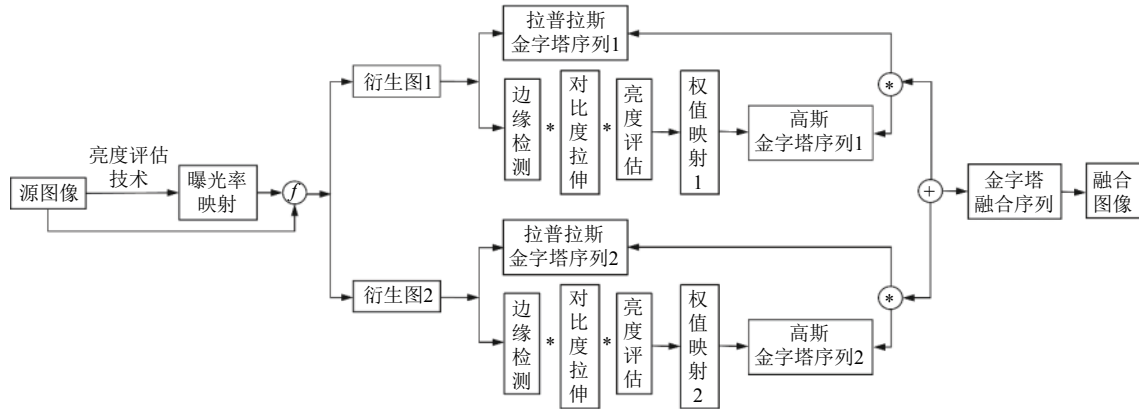 亮度评估
技术
源图像
曝光率
映射
f
衍生图1
拉普拉斯
金字塔序列1
边缘检测
*
对比度拉伸
*
亮度评估
权值映射1
高斯
金字塔序列1
*
衍生图2
拉普拉斯
金字塔序列2
边缘检测
*
对比度拉伸
*
亮度评估
权值映射2
高斯
金字塔序列2
*
+
金字塔
融合序列
融合
图像